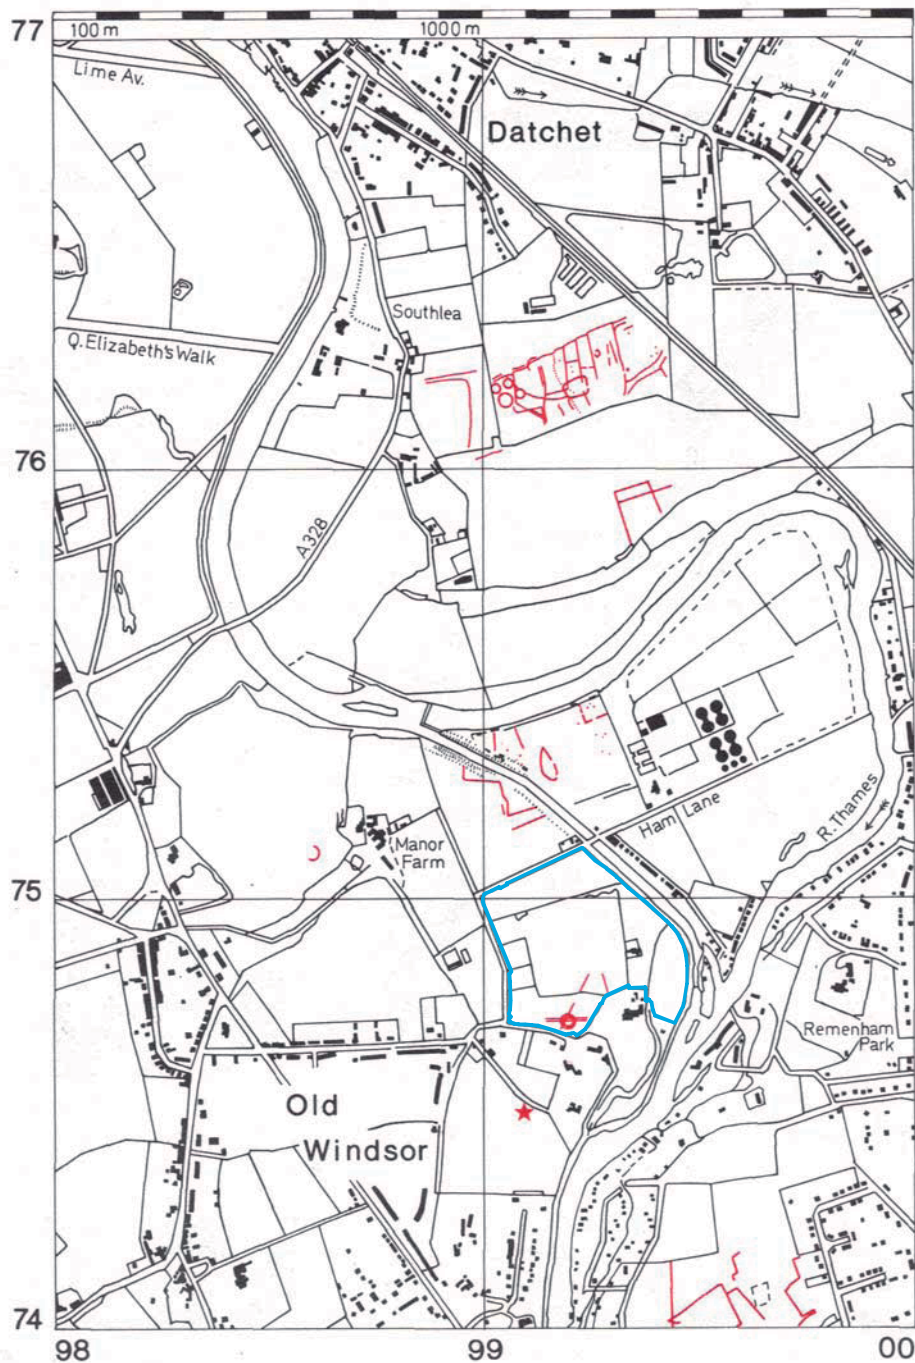 77
100 m
1000 m
Lime Av.
Datchet
Southlea
Q.Elizabeth's Walk
76
A328
Ham Lane
R.Thames
Manor
Farm
75
Remenham
Park
Old
Windsor
74
98
99
00